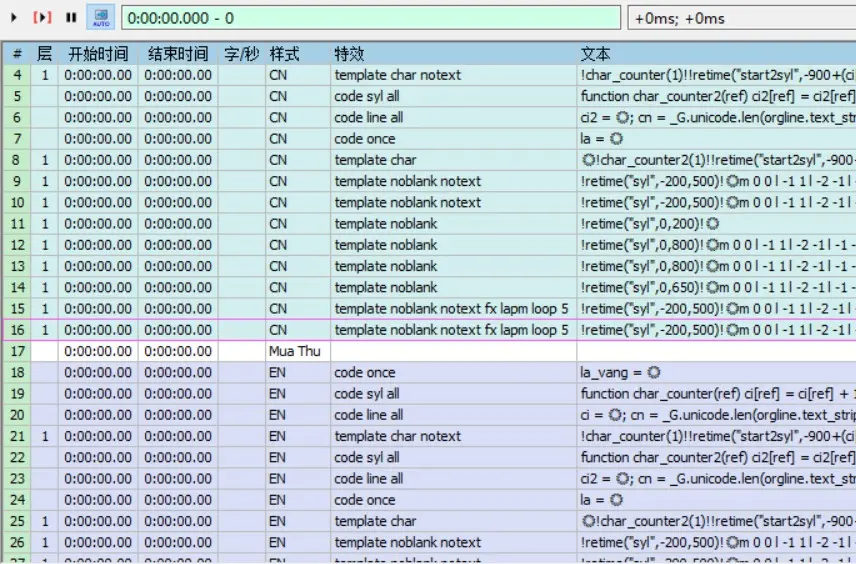 AUTO 0:00:00.000 - 0 +0ms; +0ms
# 层 开始时间 结束时间 字/秒 样式 特效 文本
4 1 0:00:00.00 0:00:00.00 CN template char notext !char_counter(1)!!retime("start2syl",-900+(ci
5 0:00:00.00 0:00:00.00 CN code syl all function char_counter2(ref) ci2[ref] = ci2[ref]
6 0:00:00.00 0:00:00.00 CN code line all ci2 = ۞; cn = _G.unicode.len(orgline.text_strip
7 0:00:00.00 0:00:00.00 CN code once la = ۞
8 1 0:00:00.00 0:00:00.00 CN template char ۞!char_counter2(1)!!retime("start2syl",-900
9 1 0:00:00.00 0:00:00.00 CN template noblank notext !retime("syl",-200,500)!۞m 0 0 l -1 1 l -2 -1 l -
10 1 0:00:00.00 0:00:00.00 CN template noblank notext !retime("syl",-200,500)!۞m 0 0 l -1 1 l -2 -1 l -
11 1 0:00:00.00 0:00:00.00 CN template noblank !retime("syl",0,200)!۞
12 1 0:00:00.00 0:00:00.00 CN template noblank !retime("syl",0,800)!۞m 0 0 l -1 1 l -2 -1 l -1 -
13 1 0:00:00.00 0:00:00.00 CN template noblank !retime("syl",0,800)!۞m 0 0 l -1 1 l -2 -1 l -1 -
14 1 0:00:00.00 0:00:00.00 CN template noblank !retime("syl",0,650)!۞m 0 0 l -1 1 l -2 -1 l -1 -
15 1 0:00:00.00 0:00:00.00 CN template noblank notext fx lapm loop 5 !retime("syl",-200,500)!۞m 0 0 l -1 1 l -2 -1 l -
16 1 0:00:00.00 0:00:00.00 CN template noblank notext fx lapm loop 5 !retime("syl",-200,500)!۞m 0 0 l -1 1 l -2 -1 l -
17 0:00:00.00 0:00:00.00 Mua Thu
18 0:00:00.00 0:00:00.00 EN code once la_vang = ۞
19 0:00:00.00 0:00:00.00 EN code syl all function char_counter(ref) ci[ref] = ci[ref] + 1
20 0:00:00.00 0:00:00.00 EN code line all ci = ۞; cn = _G.unicode.len(orgline.text_strip
21 1 0:00:00.00 0:00:00.00 EN template char notext !char_counter(1)!!retime("start2syl",-900+(ci
22 0:00:00.00 0:00:00.00 EN code syl all function char_counter2(ref) ci2[ref] = ci2[ref]
23 0:00:00.00 0:00:00.00 EN code line all ci2 = ۞; cn = _G.unicode.len(orgline.text_strip
24 0:00:00.00 0:00:00.00 EN code once la = ۞
25 1 0:00:00.00 0:00:00.00 EN template char ۞!char_counter2(1)!!retime("start2syl",-900
26 1 0:00:00.00 0:00:00.00 EN template noblank notext !retime("syl",-200,500)!۞m 0 0 l -1 1 l -2 -1 l -